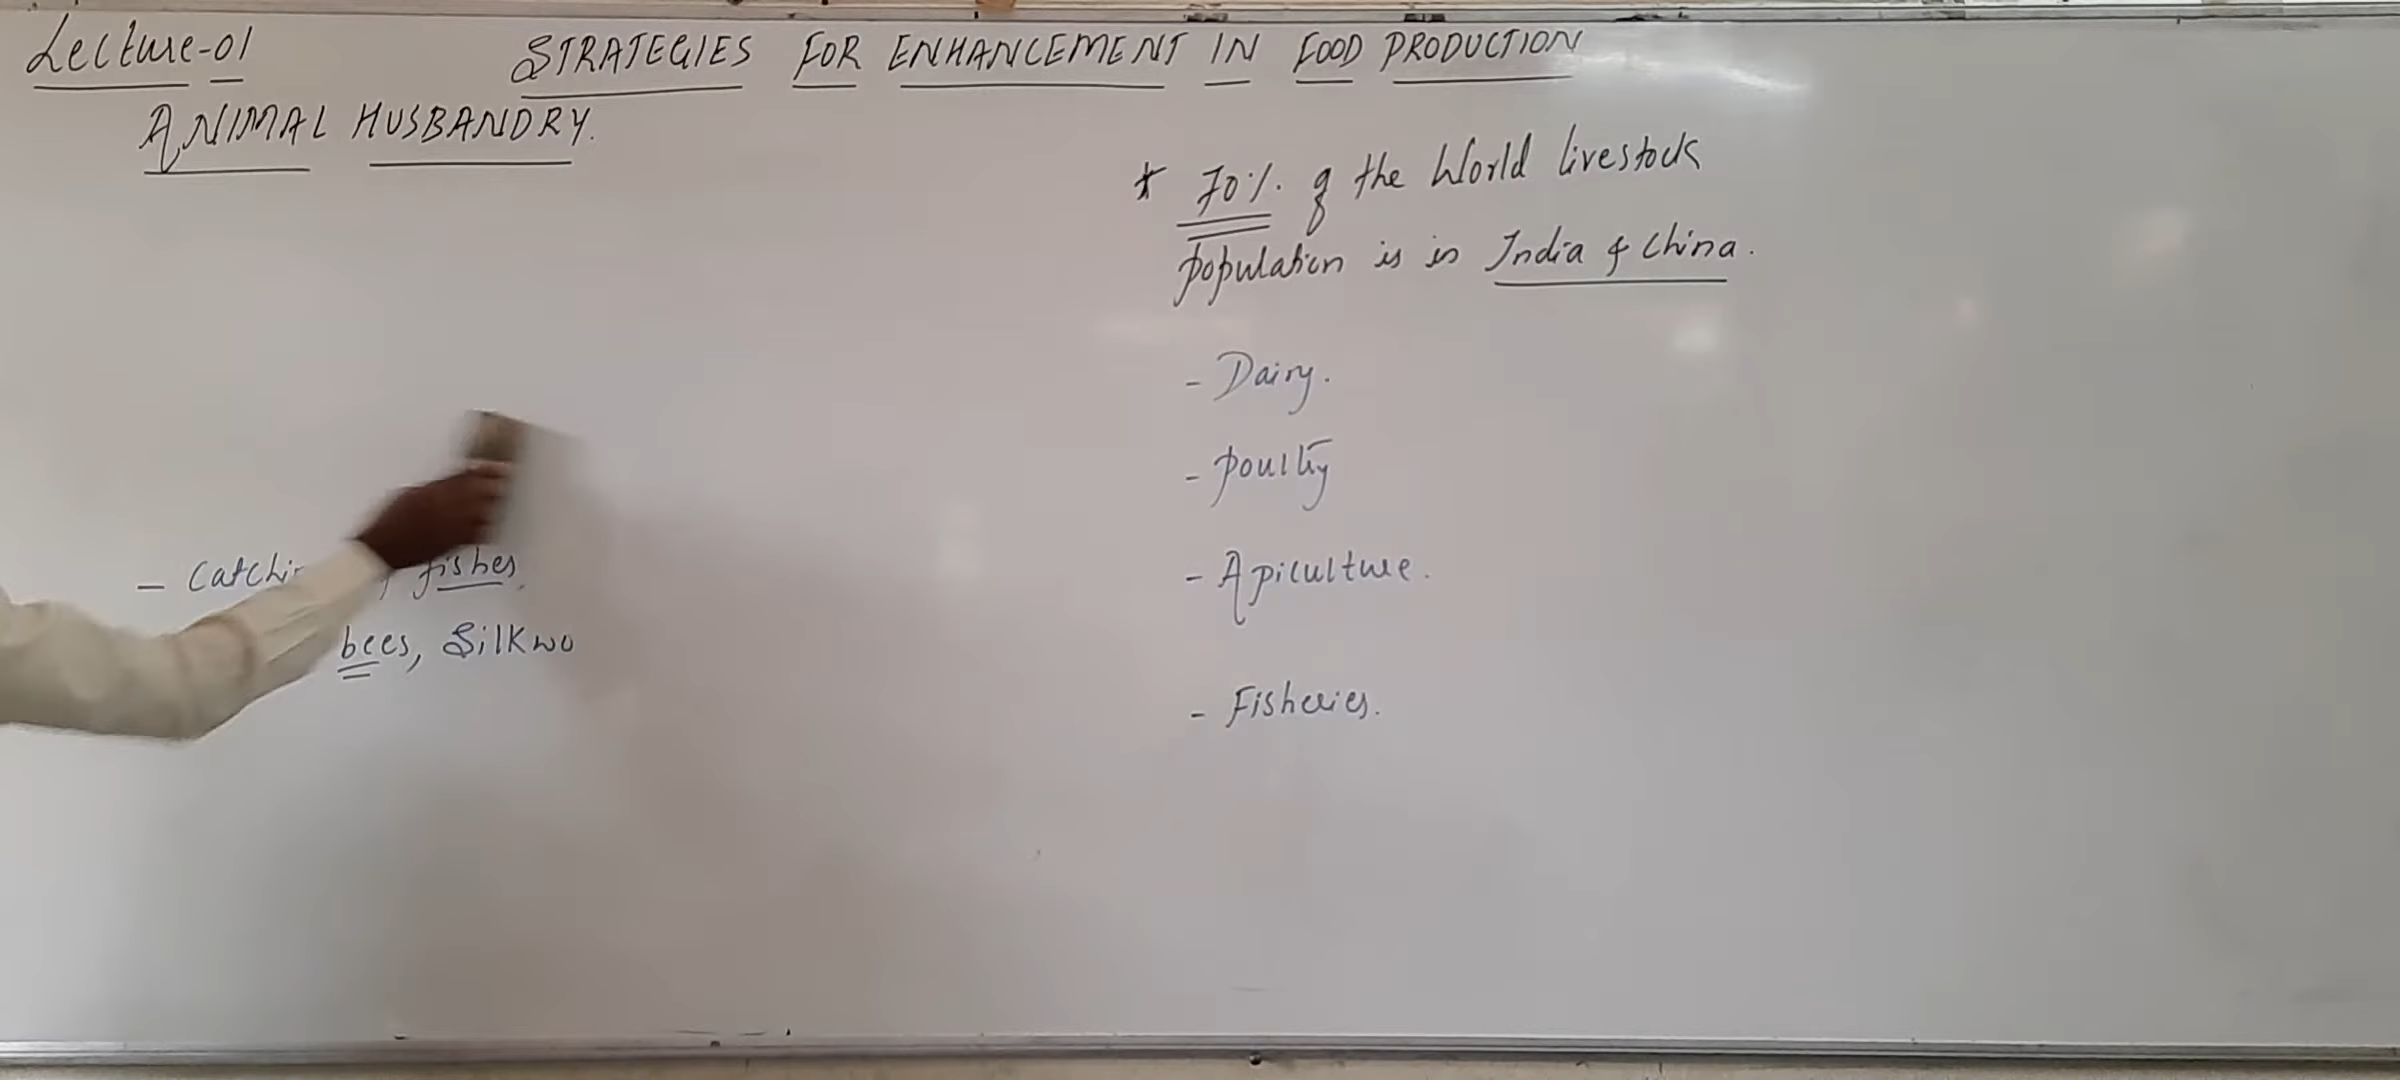 Lecture-01 STRATEGIES FOR ENHANCEMENT IN FOOD PRODUCTION
ANIMAL HUSBANDRY.
* 70%. of the World livestock
population is in India & China.
- Dairy.
- poultry
- Apiculture.
- Fisheries.
- fishes,
bees, Silkwo